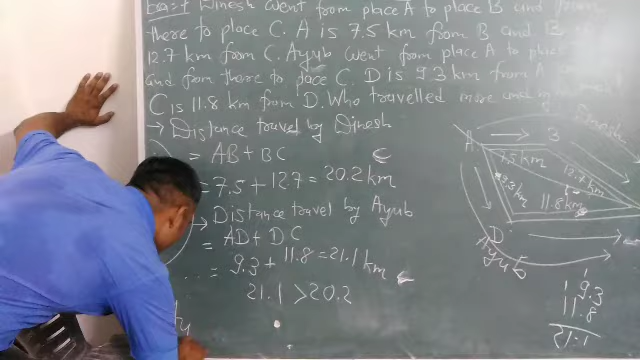 Dinesh went from place A to place B and from
there to place C. A is 7.5 km from B and B
12.7 km from C. Ayub went from place A to place
and from there to place C. D is 9.3 km from A
C is 11.8 km from D. Who travelled more and by
→ Distance travel by Dinesh
= AB + BC
= 7.5 + 12.7 = 20.2 km
→ Distance travel by Ayub
= AD + DC
= 9.3 + 11.8 = 21.1 km
21.1 > 20.2
A
B
Dinesh
7.5 km
12.7 km
9.3 km
11.8 km
D
Ayub
C
1 1
9.3
11.8
21.1